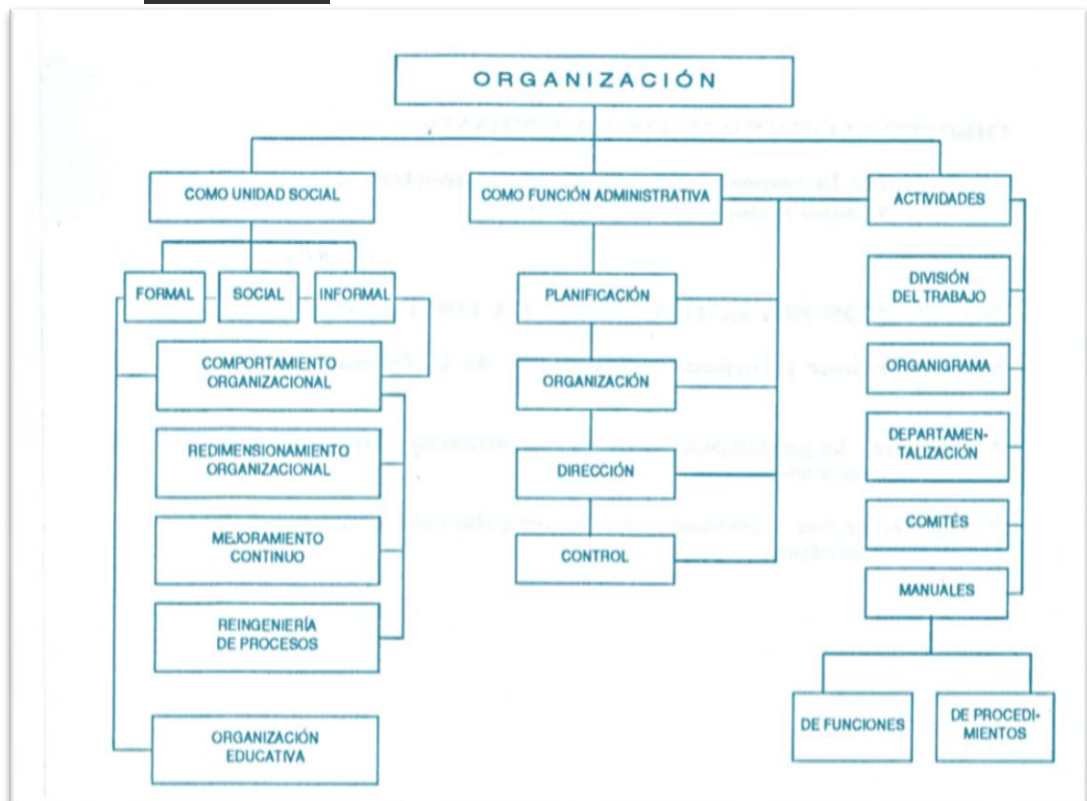 ORGANIZACIÓN
COMO UNIDAD SOCIAL
COMO FUNCIÓN ADMINISTRATIVA
ACTIVIDADES
FORMAL
SOCIAL
INFORMAL
COMPORTAMIENTO
ORGANIZACIONAL
REDIMENSIONAMIENTO
ORGANIZACIONAL
MEJORAMIENTO
CONTINUO
REINGENIERÍA
DE PROCESOS
ORGANIZACIÓN
EDUCATIVA
PLANIFICACIÓN
ORGANIZACIÓN
DIRECCIÓN
CONTROL
DIVISIÓN
DEL TRABAJO
ORGANIGRAMA
DEPARTAMEN-
TALIZACIÓN
COMITÉS
MANUALES
DE FUNCIONES
DE PROCEDI-
MIENTOS